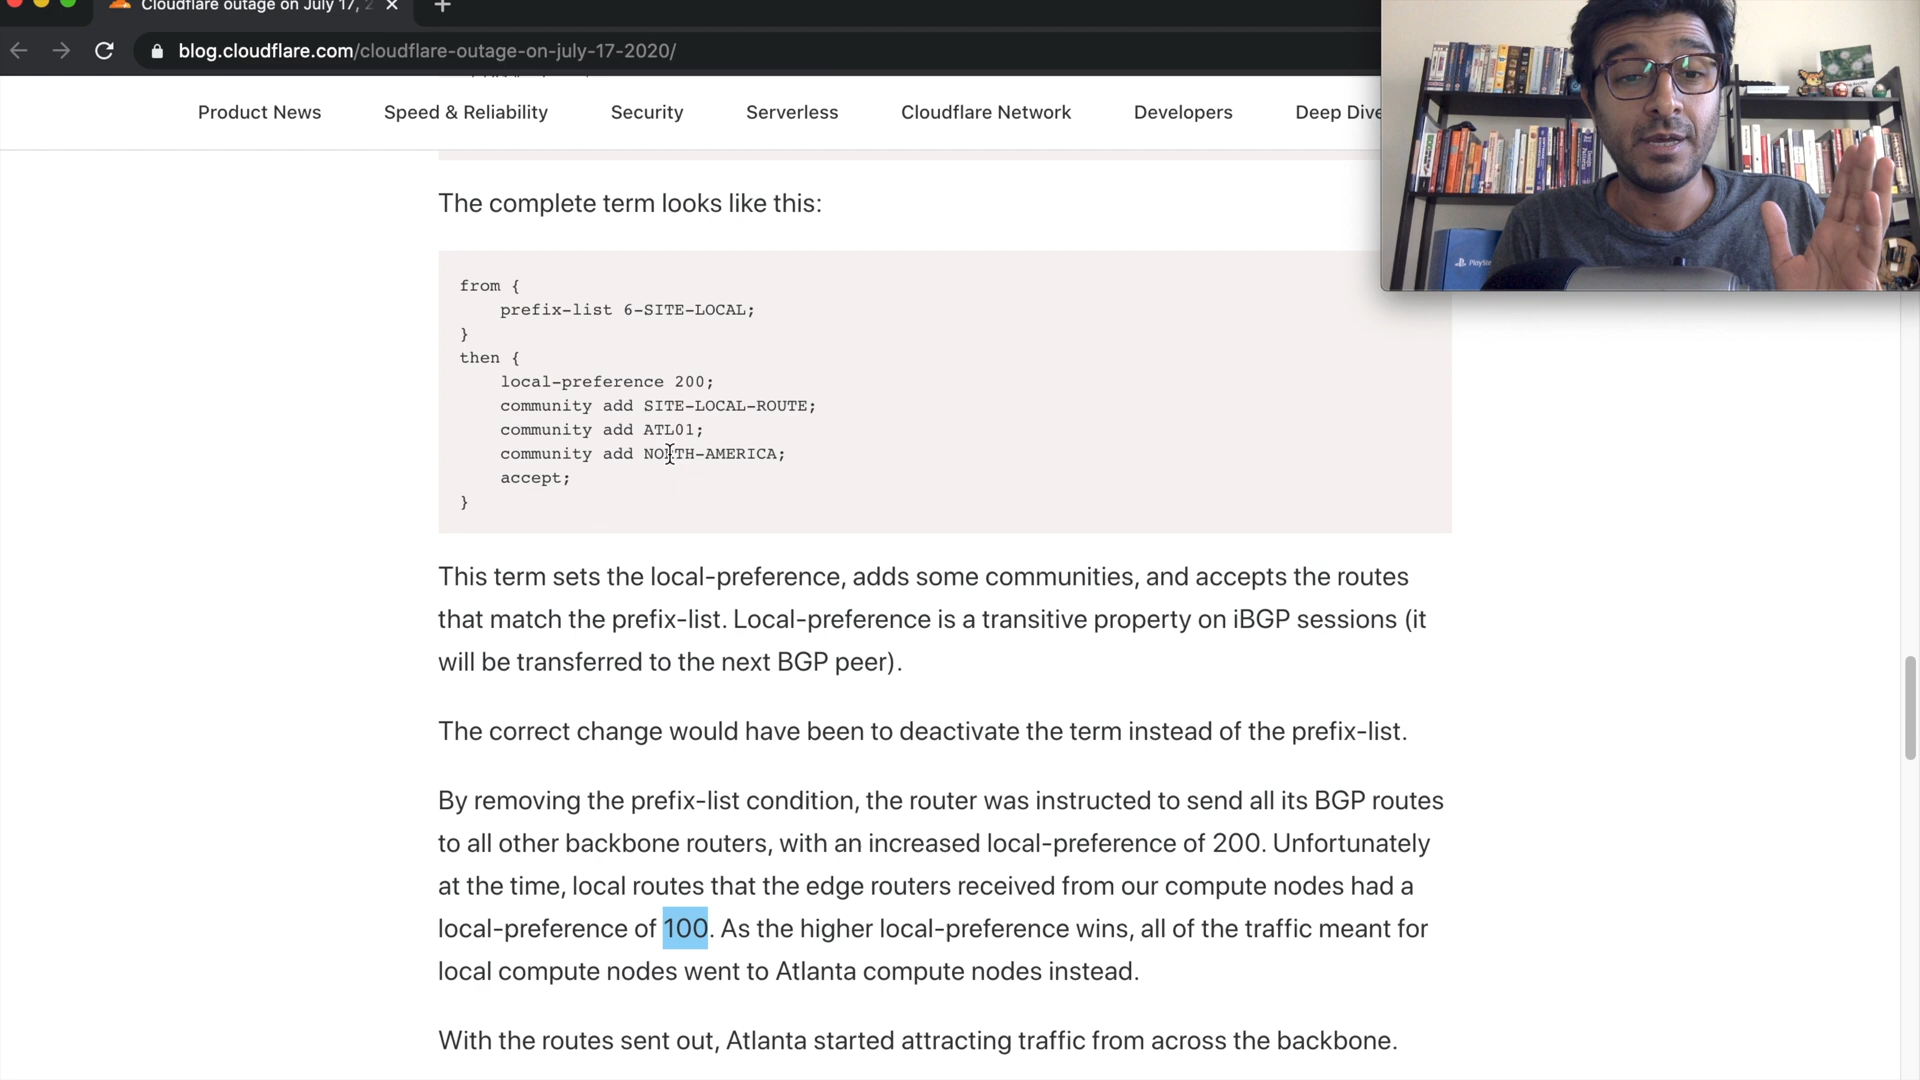 Cloudflare outage on July 17, 2
blog.cloudflare.com/cloudflare-outage-on-july-17-2020/
Product News Speed & Reliability Security Serverless Cloudflare Network Developers Deep Dive
The complete term looks like this:
from {
prefix-list 6-SITE-LOCAL;
}
then {
local-preference 200;
community add SITE-LOCAL-ROUTE;
community add ATL01;
community add NORTH-AMERICA;
accept;
}
This term sets the local-preference, adds some communities, and accepts the routes
that match the prefix-list. Local-preference is a transitive property on iBGP sessions (it
will be transferred to the next BGP peer).
The correct change would have been to deactivate the term instead of the prefix-list.
By removing the prefix-list condition, the router was instructed to send all its BGP routes
to all other backbone routers, with an increased local-preference of 200. Unfortunately
at the time, local routes that the edge routers received from our compute nodes had a
local-preference of 100. As the higher local-preference wins, all of the traffic meant for
local compute nodes went to Atlanta compute nodes instead.
With the routes sent out, Atlanta started attracting traffic from across the backbone.